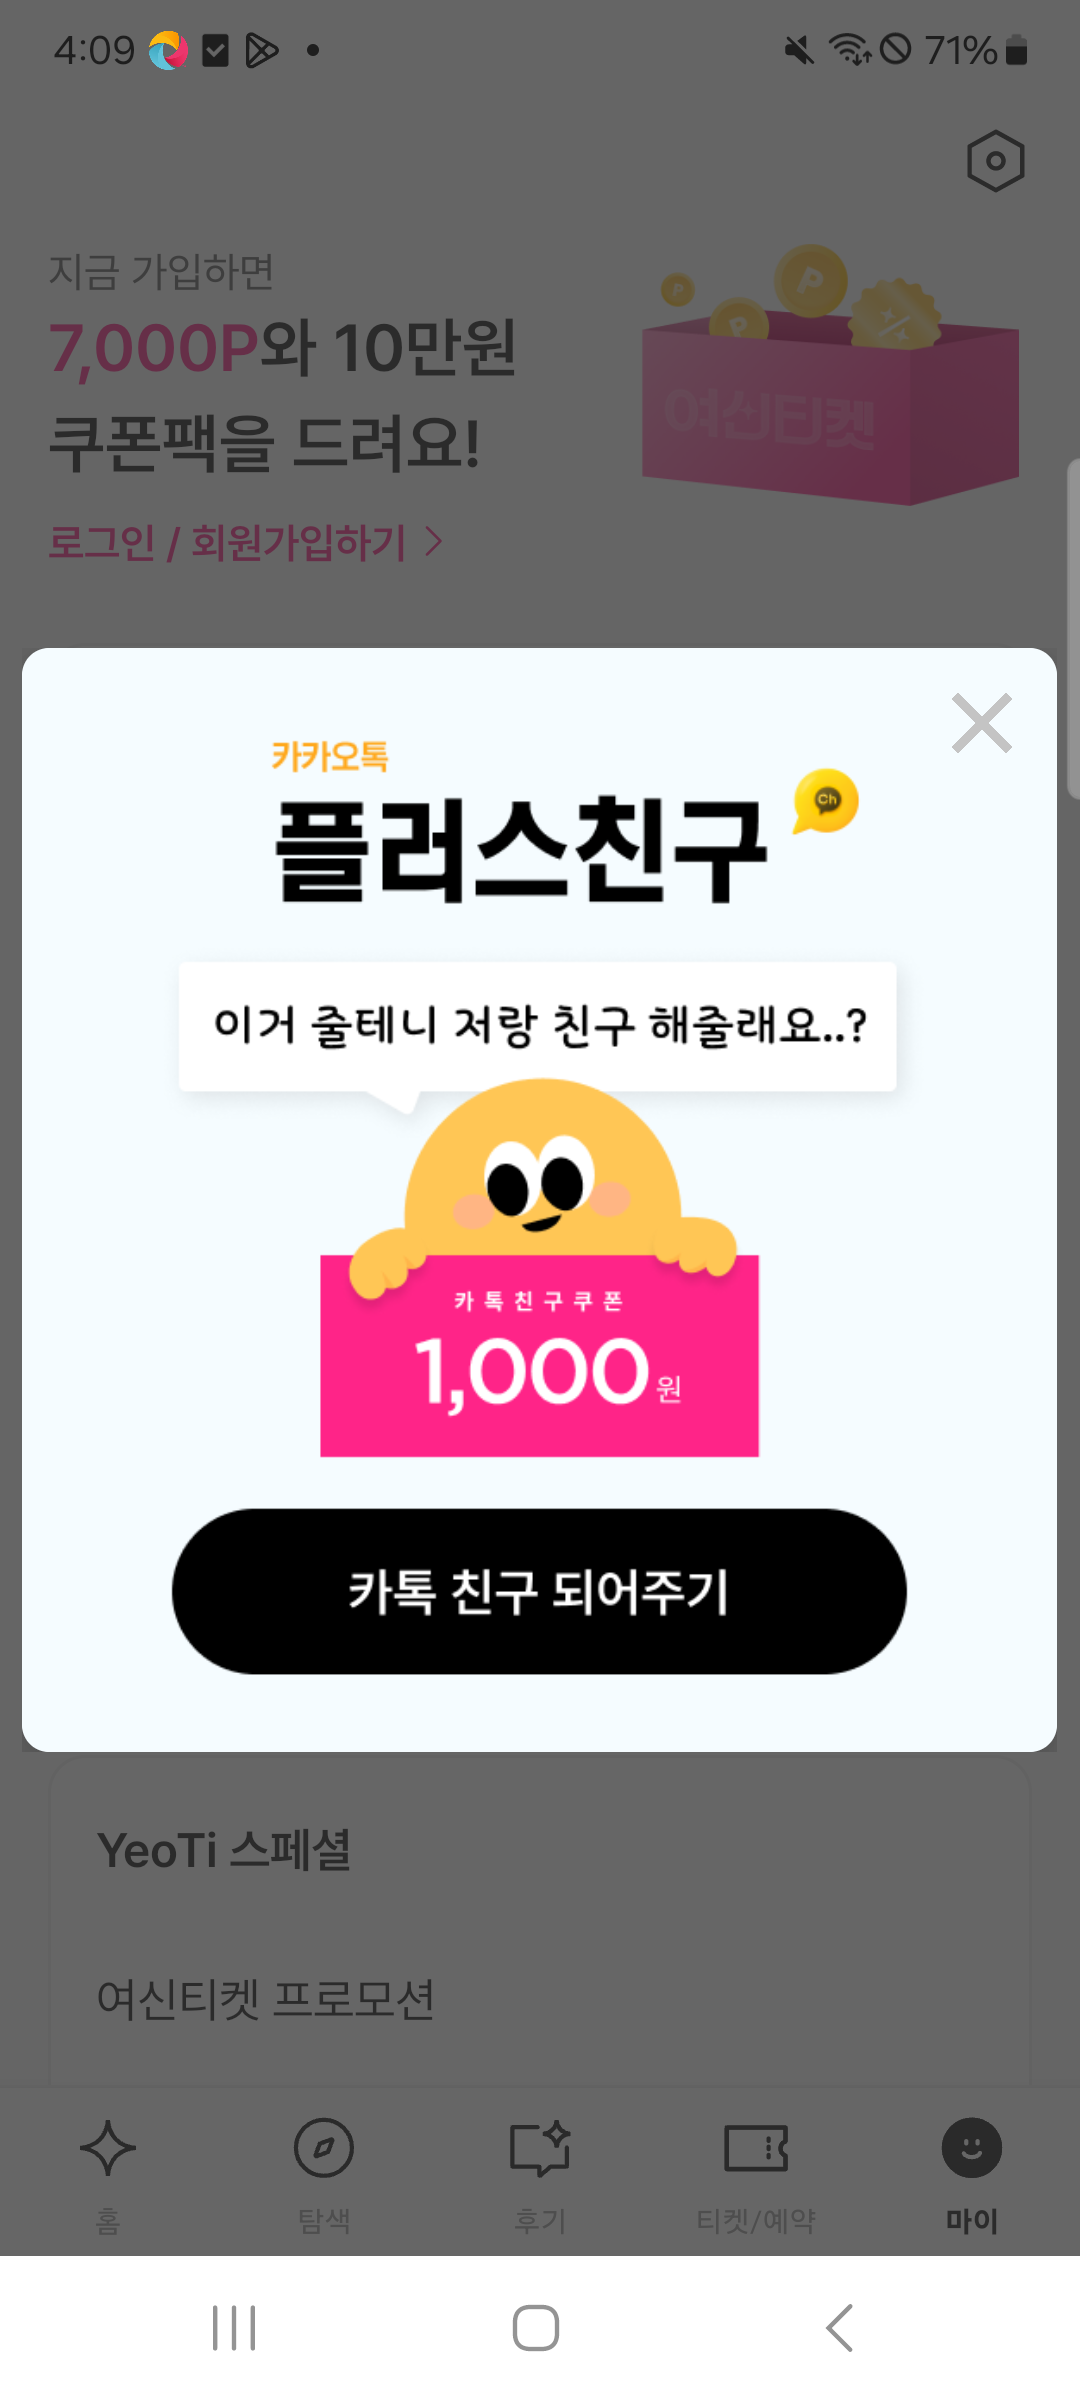 4:09
71%
지금 가입하면
7,000P와 10만원
쿠폰팩을 드려요!
여신티켓
로그인 / 회원가입하기
카카오톡
플러스친구
Ch
이거 줄테니 저랑 친구 해줄래요..?
카톡친구쿠폰
1,000원
카톡 친구 되어주기
YeoTi 스페셜
여신티켓 프로모션
홈
탐색
후기
티켓/예약
마이